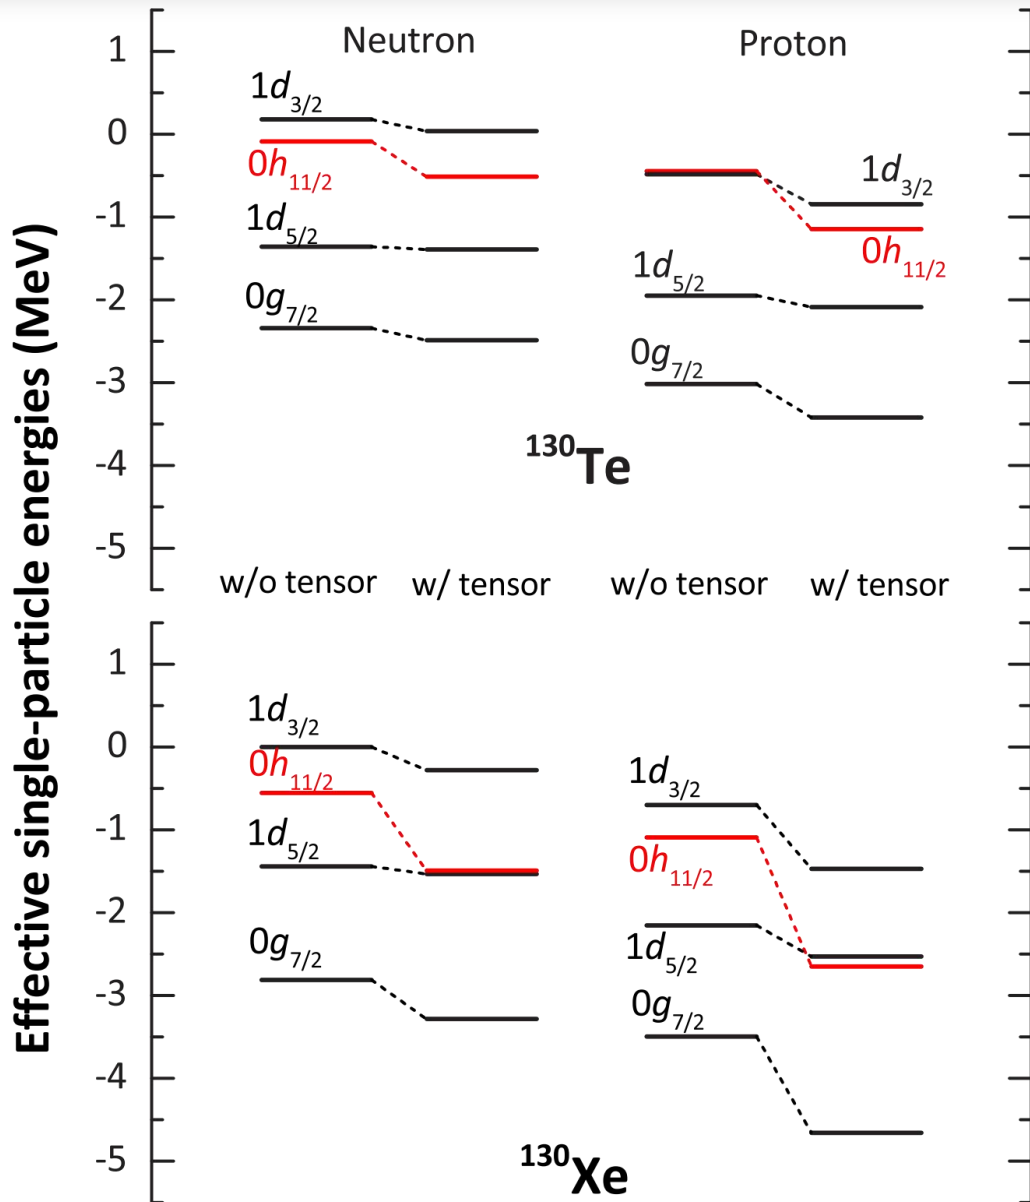 Effective single-particle energies (MeV)
Neutron
Proton
1
0
-1
-2
-3
-4
-5
1d3/2
0h11/2
1d5/2
0g7/2
1d3/2
0h11/2
1d5/2
0g7/2
130Te
w/o tensor
w/ tensor
w/o tensor
w/ tensor
1
0
-1
-2
-3
-4
-5
1d3/2
0h11/2
1d5/2
0g7/2
1d3/2
0h11/2
1d5/2
0g7/2
130Xe